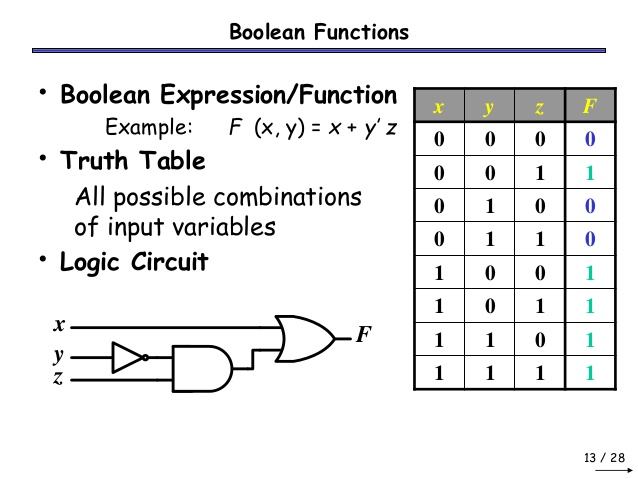 Boolean Functions
• Boolean Expression/Function
Example: F (x, y) = x + y’ z
• Truth Table
All possible combinations
of input variables
• Logic Circuit
x
y
z
F
x y z F
0 0 0 0
0 0 1 1
0 1 0 0
0 1 1 0
1 0 0 1
1 0 1 1
1 1 0 1
1 1 1 1
13 / 28